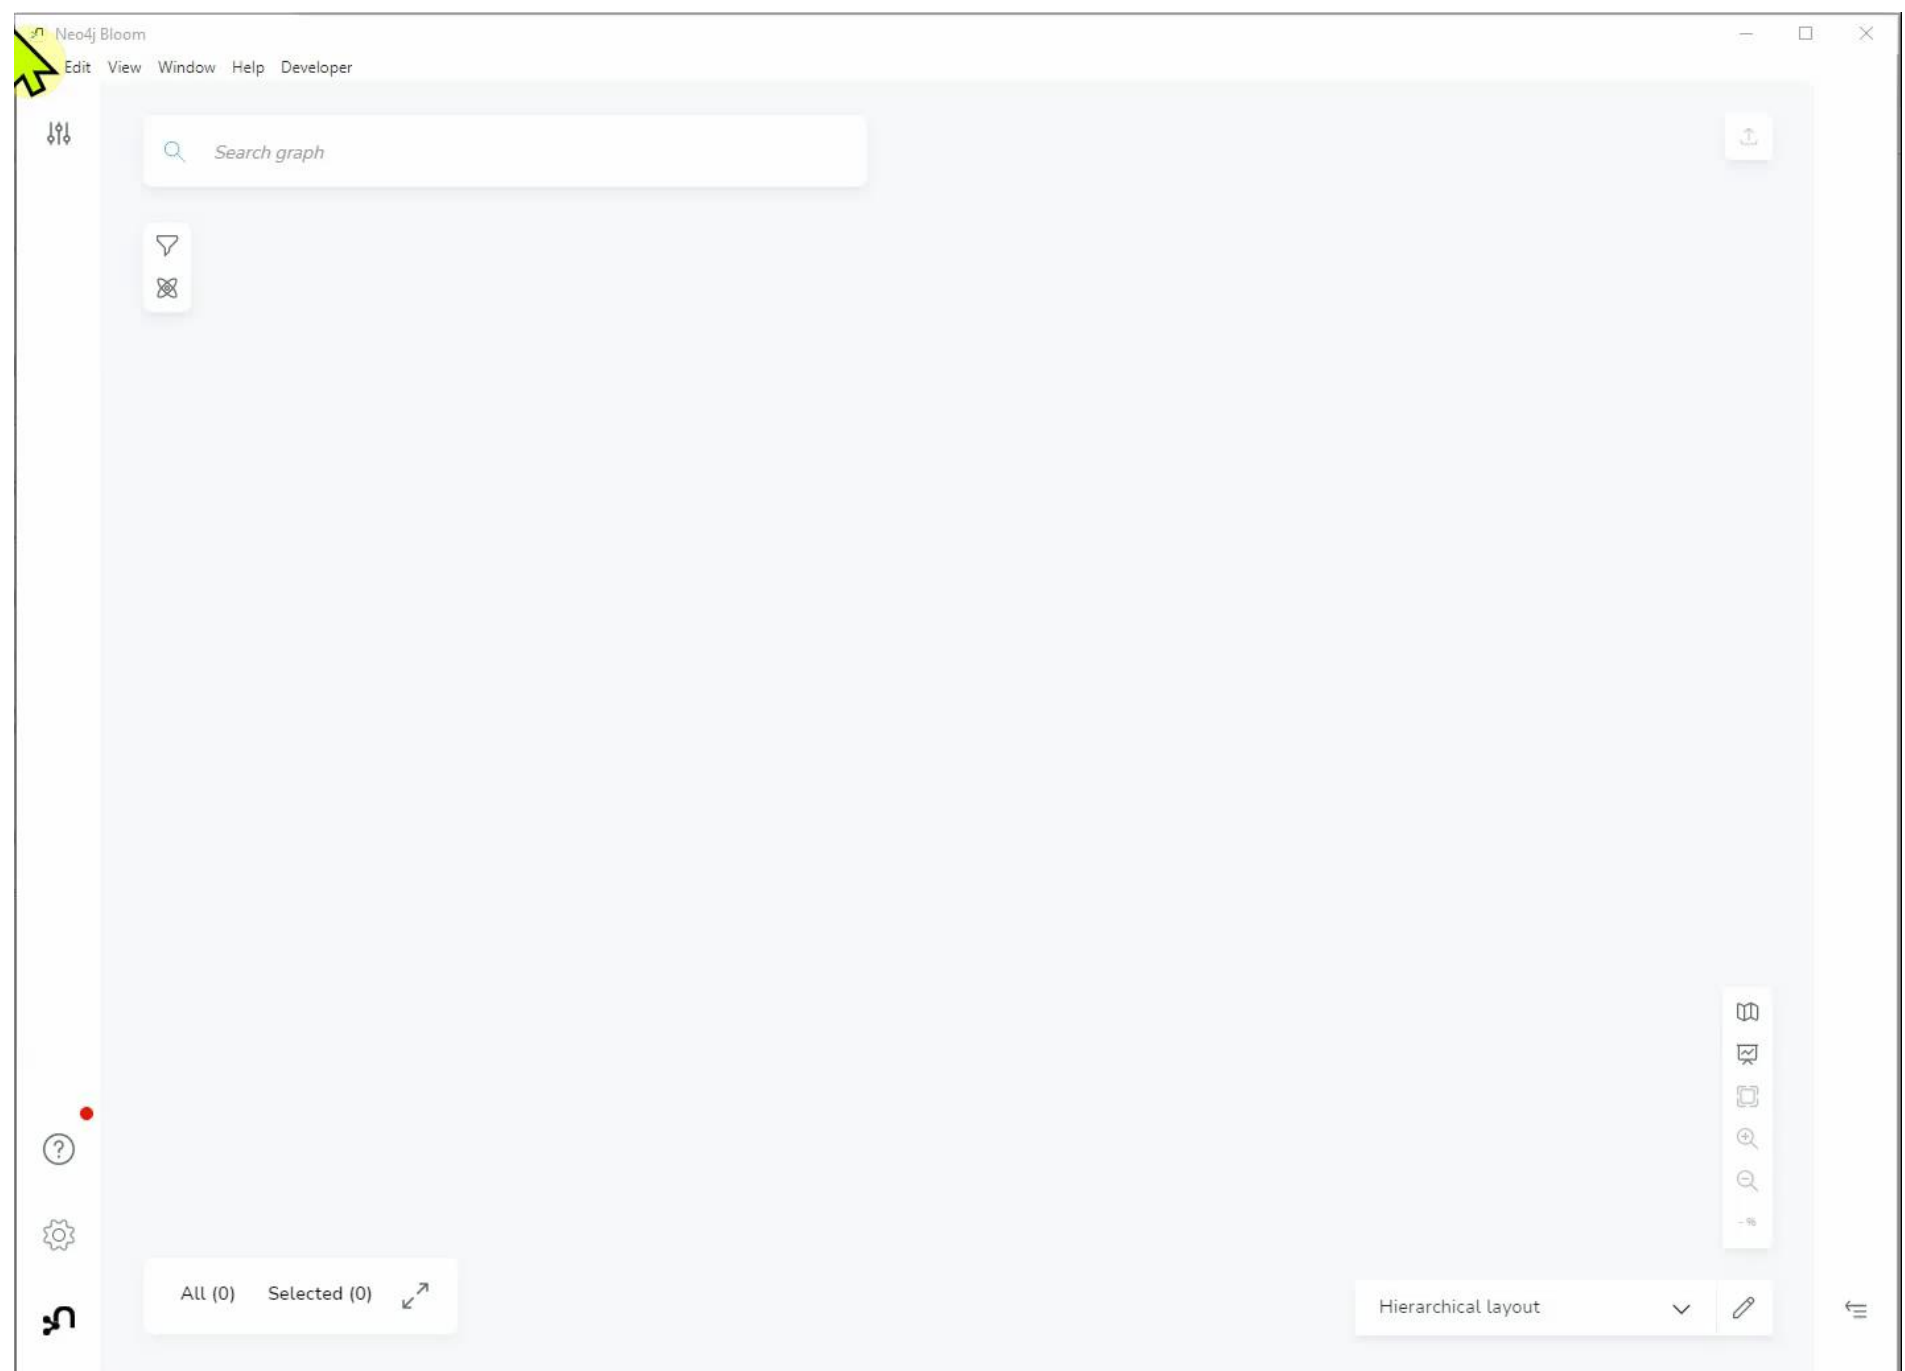 Neo4j Bloom
Edit View Window Help Developer
Search graph
- %
All (0) Selected (0)
Hierarchical layout